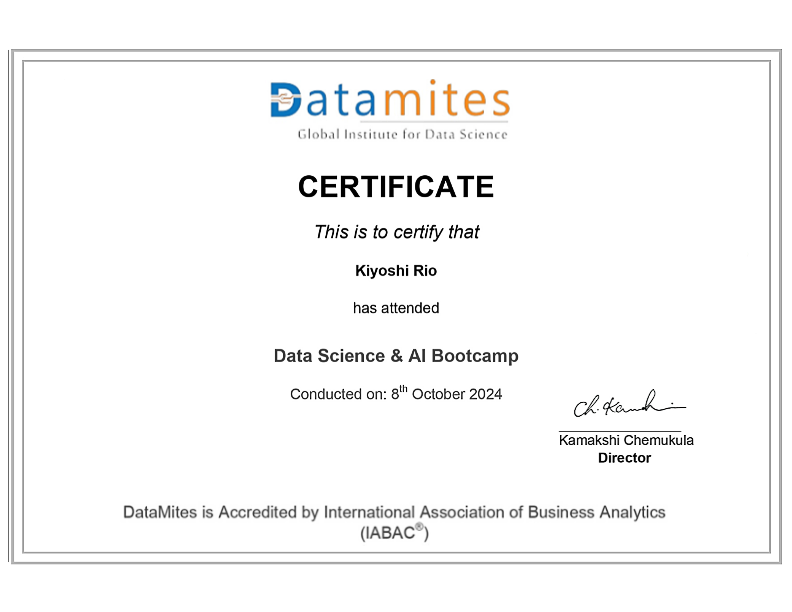 Datamites
Global Institute for Data Science
CERTIFICATE
This is to certify that
Kiyoshi Rio
has attended
Data Science & AI Bootcamp
Conducted on: 8th October 2024
Ch. Kamakshi
Kamakshi Chemukula
Director
DataMites is Accredited by International Association of Business Analytics
(IABAC®)